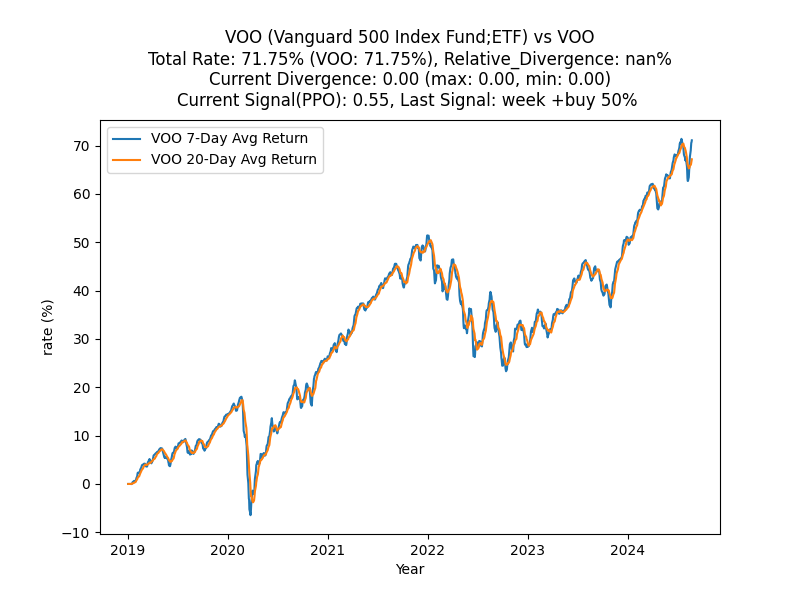 VOO (Vanguard 500 Index Fund;ETF) vs VOO
Total Rate: 71.75% (VOO: 71.75%), Relative_Divergence: nan%
Current Divergence: 0.00 (max: 0.00, min: 0.00)
Current Signal(PPO): 0.55, Last Signal: week +buy 50%
VOO 7-Day Avg Return
VOO 20-Day Avg Return
70
60
50
40
30
20
10
0
−10
rate (%)
2019
2020
2021
2022
2023
2024
Year